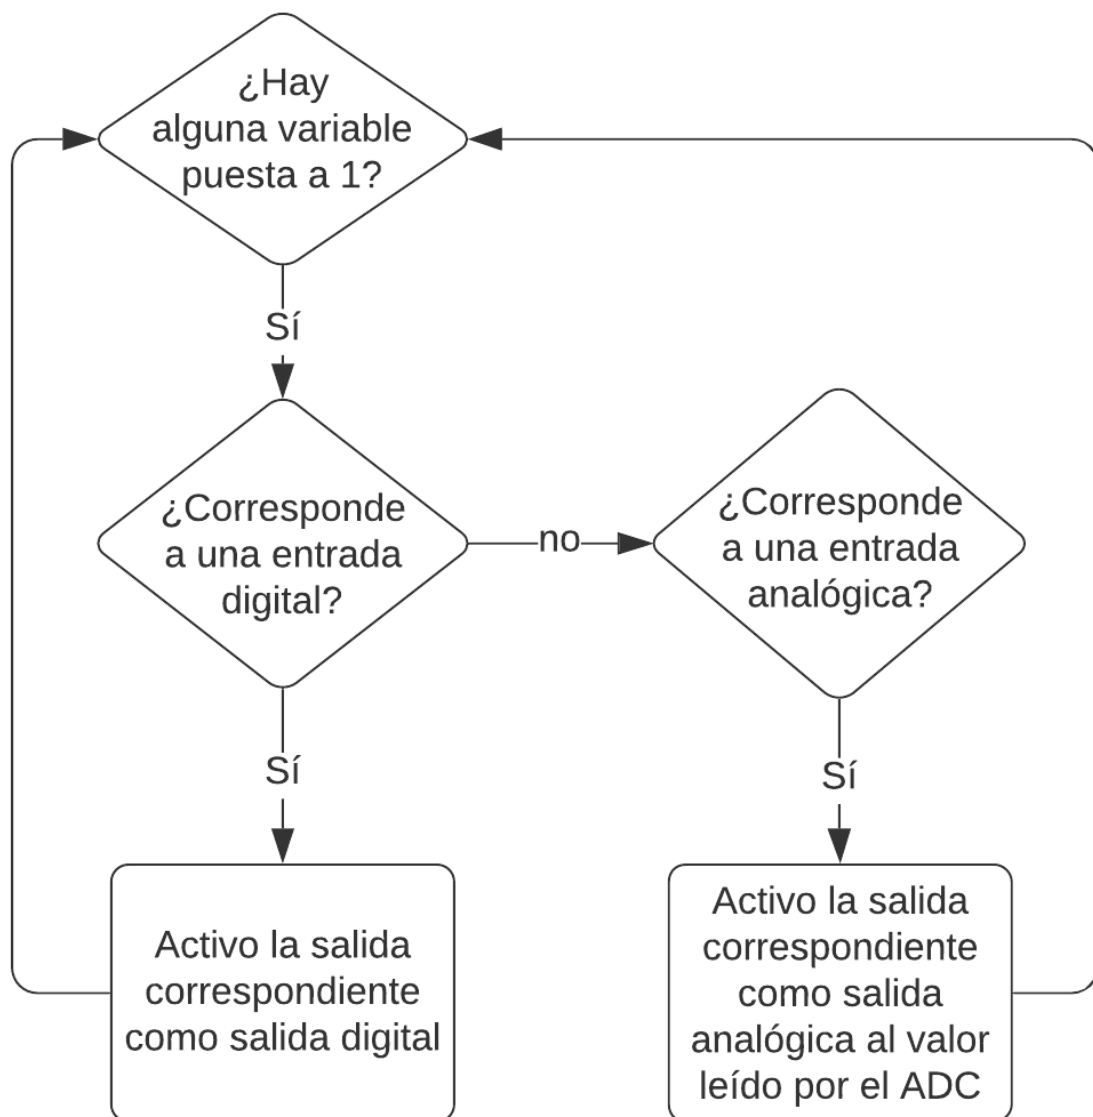 ¿Hay
alguna variable
puesta a 1?
Sí
¿Corresponde
a una entrada
digital?
no
¿Corresponde
a una entrada
analógica?
Sí
Sí
Activo la salida
correspondiente
como salida digital
Activo la salida
correspondiente
como salida
analógica al valor
leído por el ADC